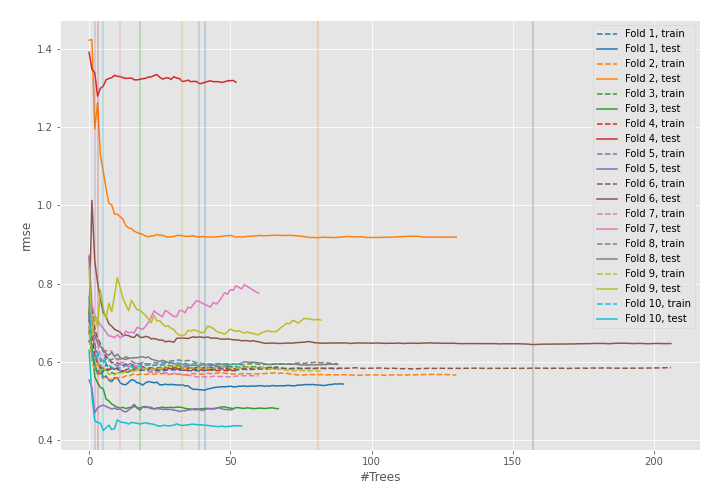 1.4
1.2
1.0
0.8
0.6
0.4
rmse
0
50
100
150
200
#Trees
Fold 1, train
Fold 1, test
Fold 2, train
Fold 2, test
Fold 3, train
Fold 3, test
Fold 4, train
Fold 4, test
Fold 5, train
Fold 5, test
Fold 6, train
Fold 6, test
Fold 7, train
Fold 7, test
Fold 8, train
Fold 8, test
Fold 9, train
Fold 9, test
Fold 10, train
Fold 10, test